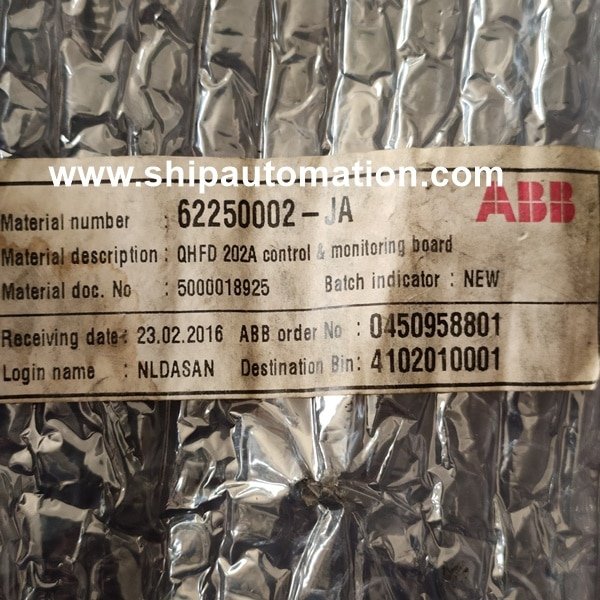 www.shipautomation.com
ABB
Material number : 62250002-JA
Material description : QHFD 202A control & monitoring board
Material doc. No : 5000018925 Batch indicator : NEW
Receiving date : 23.02.2016 ABB order No : 0450958801
Login name : NLDASAN Destination Bin: 4102010001